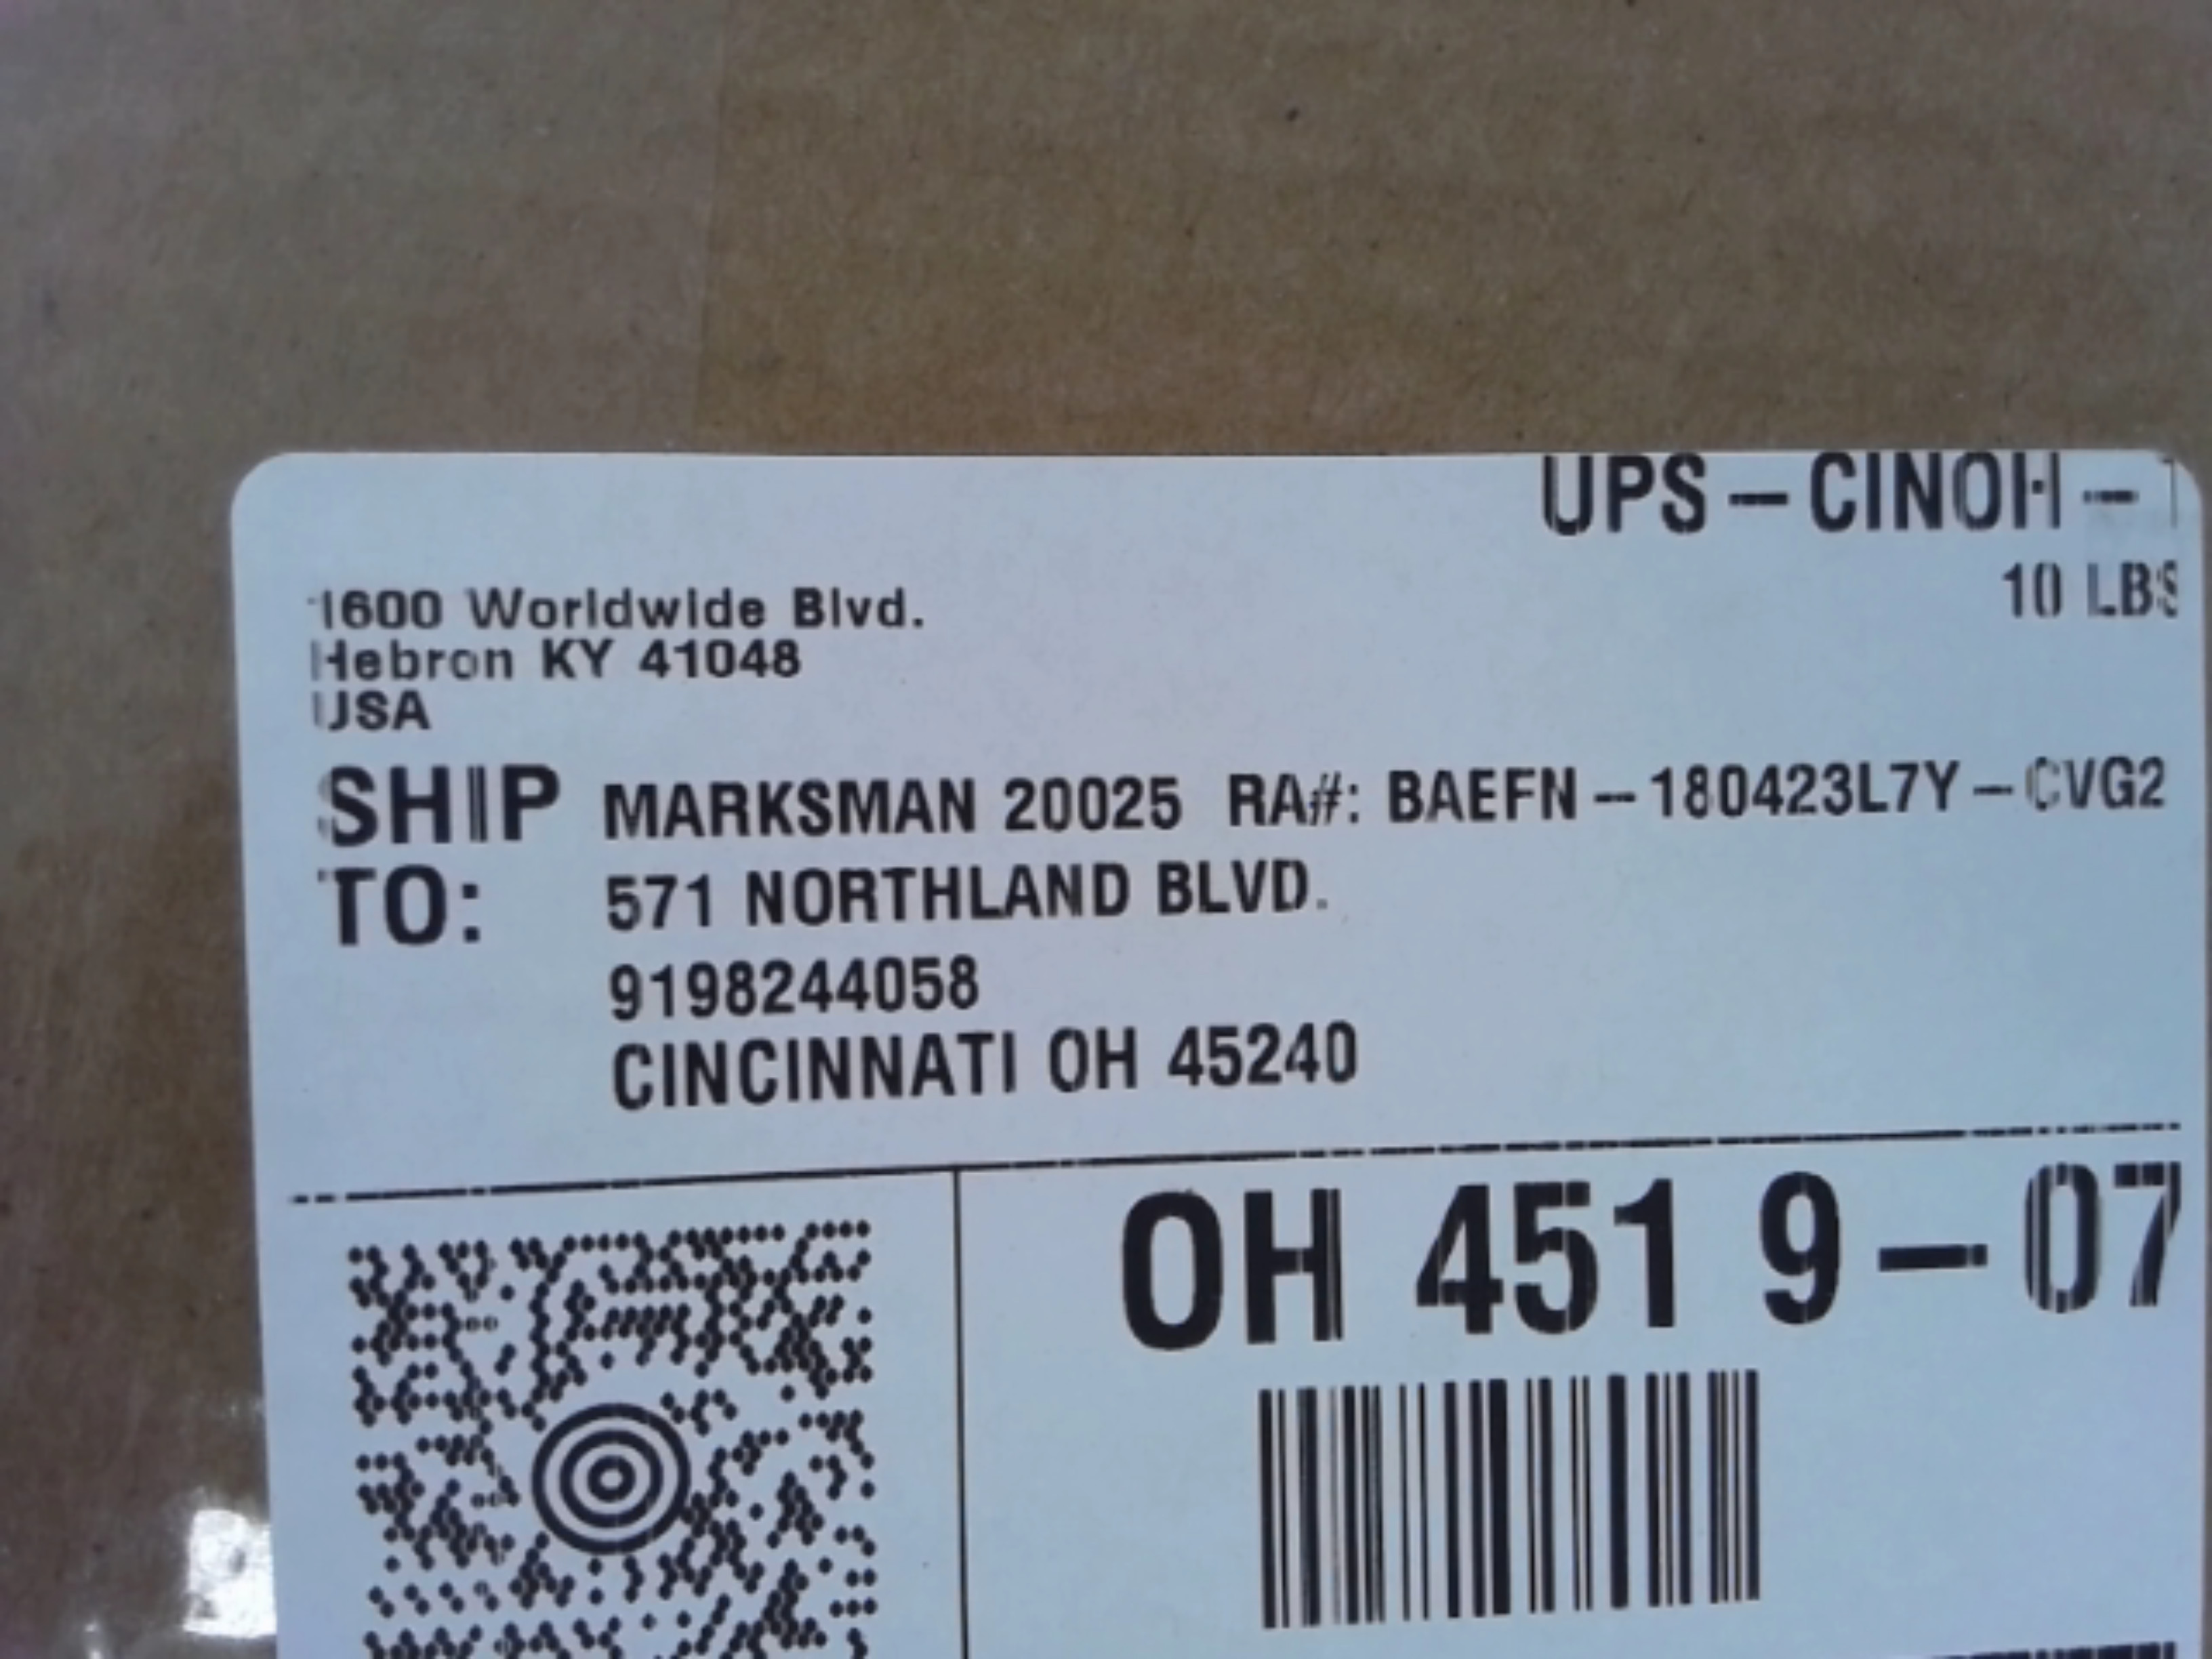 UPS - CINOH -
10 LBS
1600 Worldwide Blvd.
Hebron KY 41048
USA
SHIP TO:
MARKSMAN 20025 RA#: BAEFN - 180423L7Y - CVG2
571 NORTHLAND BLVD.
9198244058
CINCINNATI OH 45240
OH 451 9 - 07